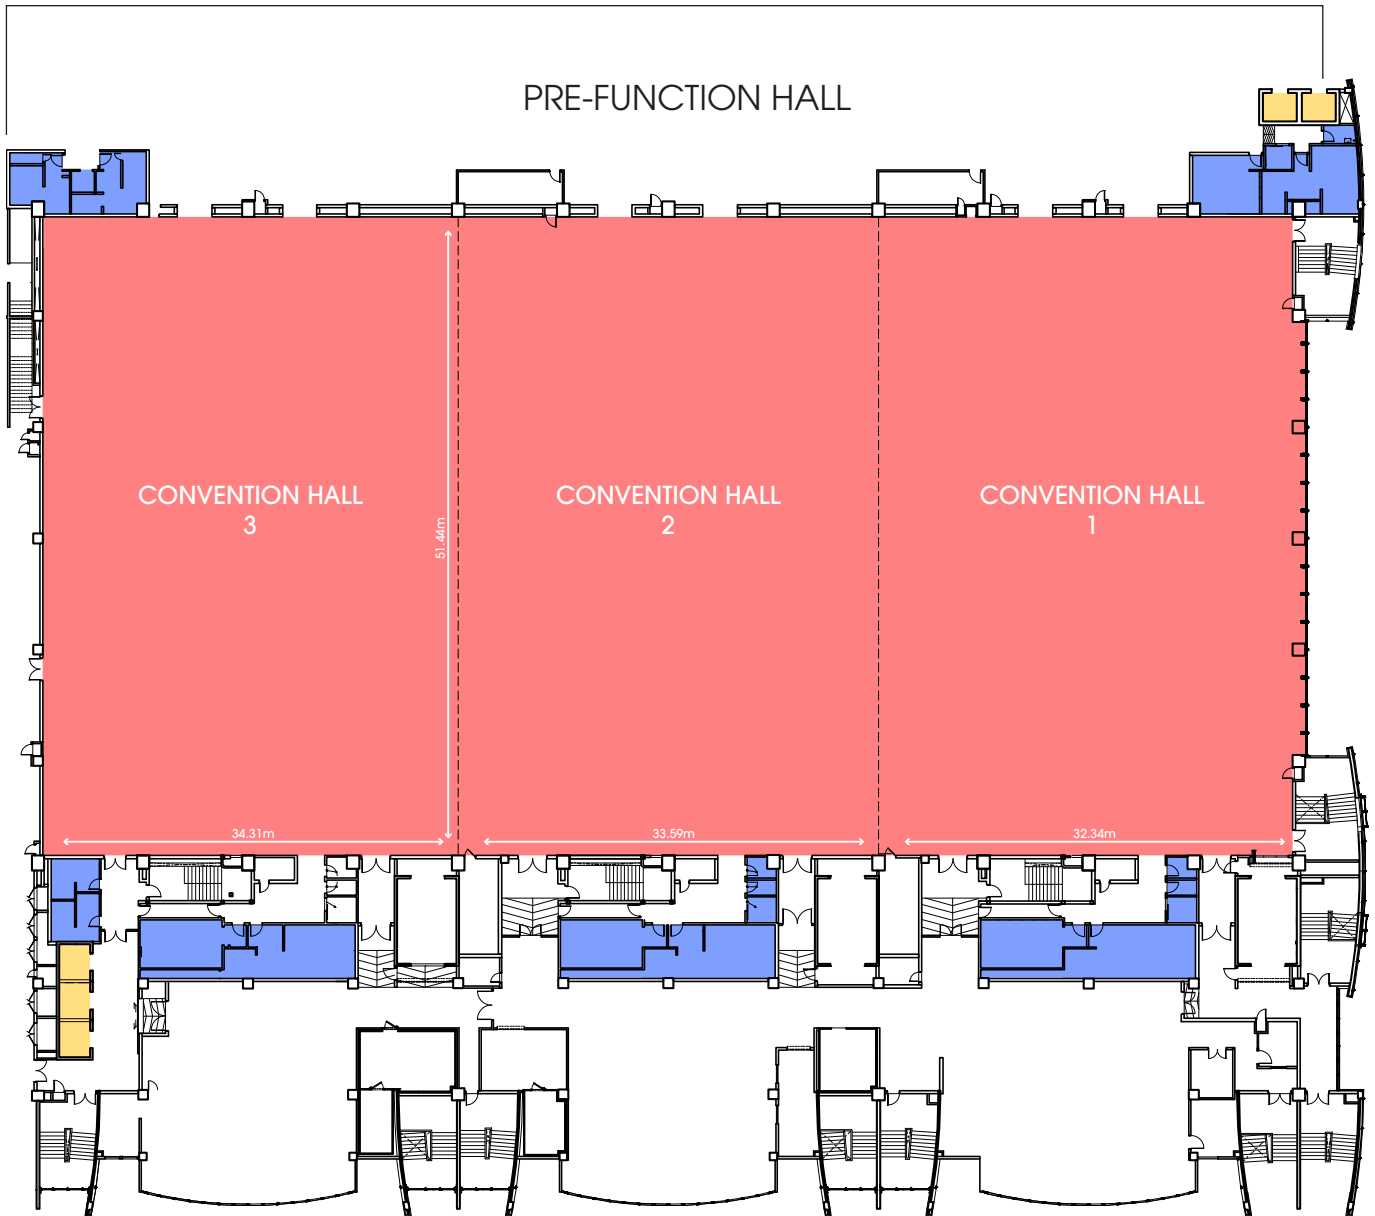 PRE-FUNCTION HALL
CONVENTION HALL
3
CONVENTION HALL
2
CONVENTION HALL
1
51.44m
34.31m
33.59m
32.34m